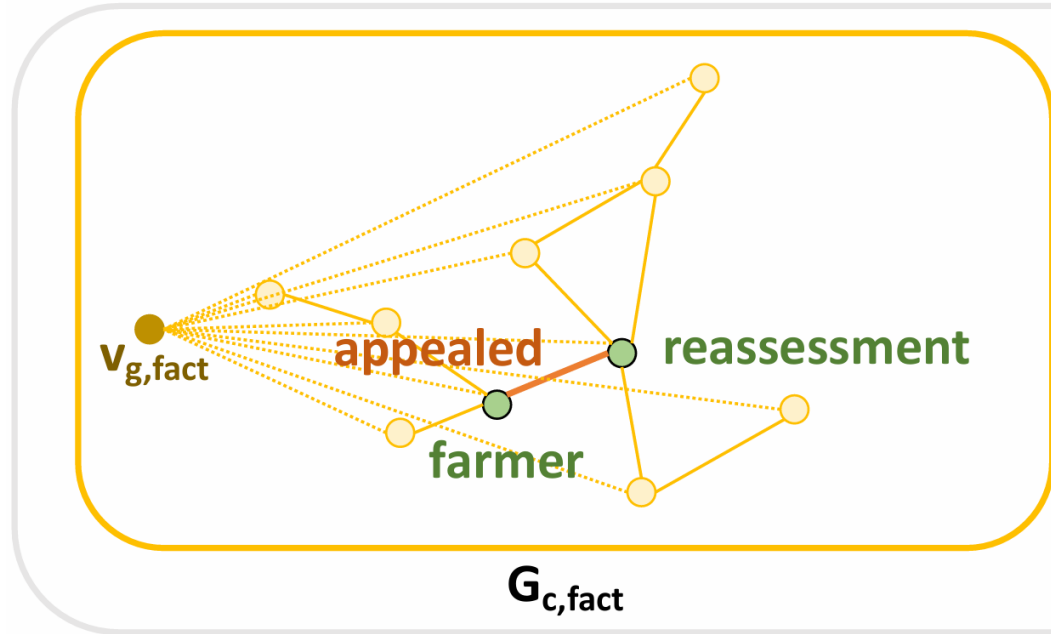 appealed
reassessment
v_g,fact
farmer
G_c,fact